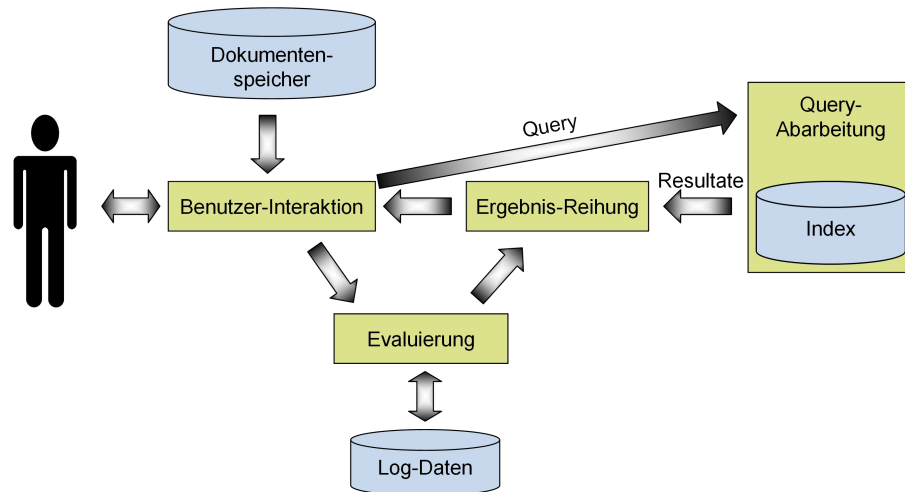 Dokumenten-
speicher
Query
Query-
Abarbeitung
Benutzer-Interaktion
Ergebnis-Reihung
Resultate
Index
Evaluierung
Log-Daten